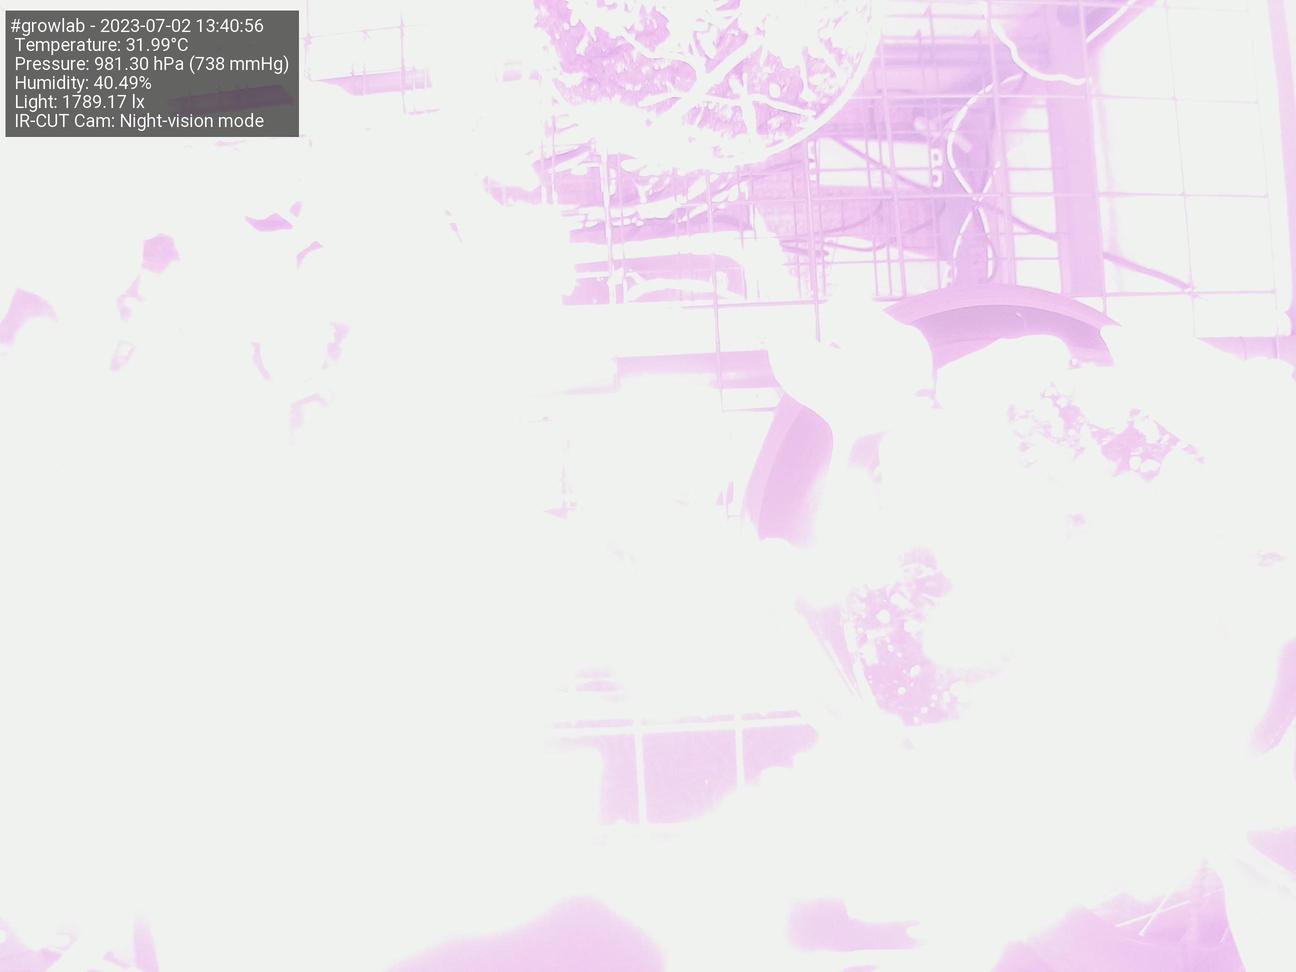 #growlab - 2023-07-02 13:40:56
Temperature: 31.99°C
Pressure: 981.30 hPa (738 mmHg)
Humidity: 40.49%
Light: 1789.17 lx
IR-CUT Cam: Night-vision mode